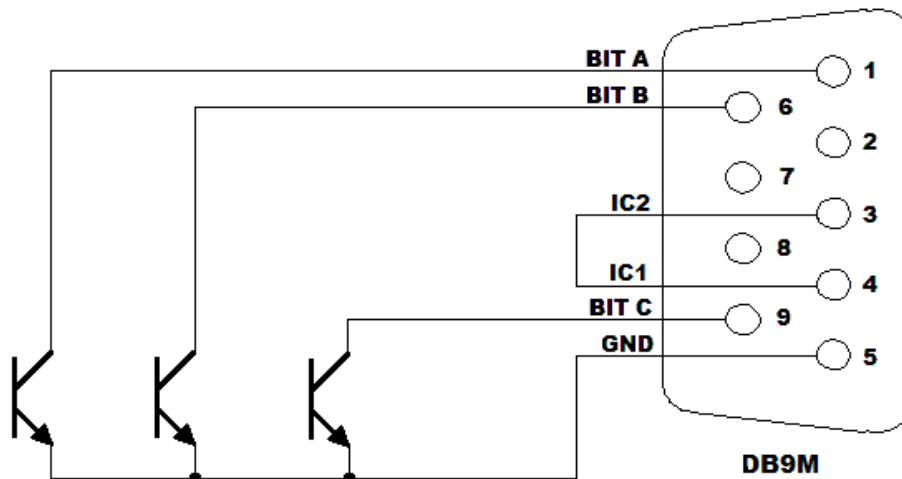 BIT A 1
BIT B 6
2
7
IC2 3
8
IC1 4
BIT C 9
GND 5
DB9M